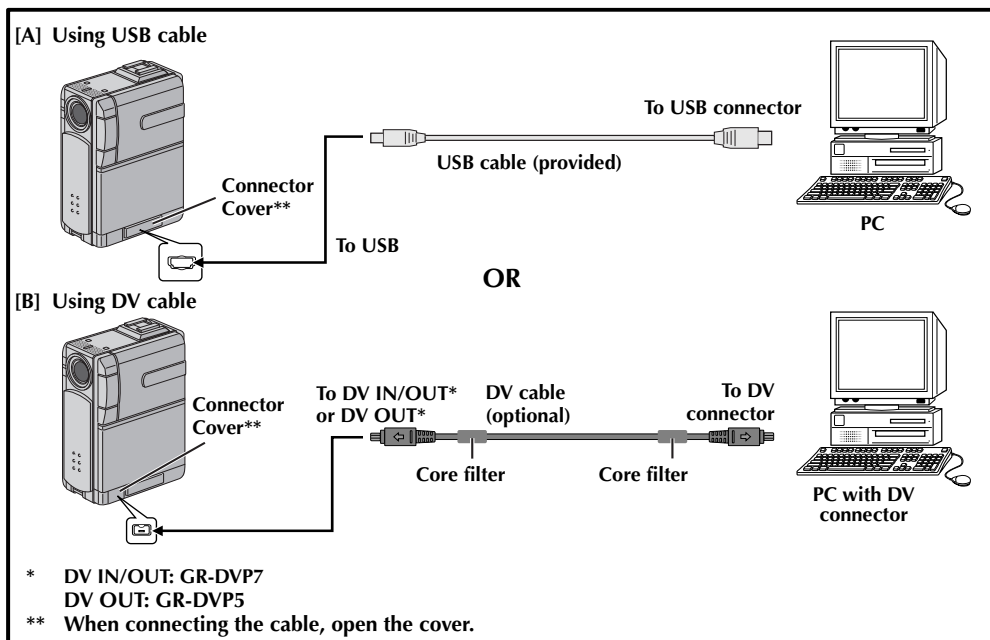 [A] Using USB cable
To USB connector
USB cable (provided)
Connector
Cover**
PC
To USB
OR
[B] Using DV cable
To DV IN/OUT*
or DV OUT*
DV cable
(optional)
To DV
connector
Connector
Cover**
Core filter
Core filter
PC with DV
connector
* DV IN/OUT: GR-DVP7
DV OUT: GR-DVP5
** When connecting the cable, open the cover.